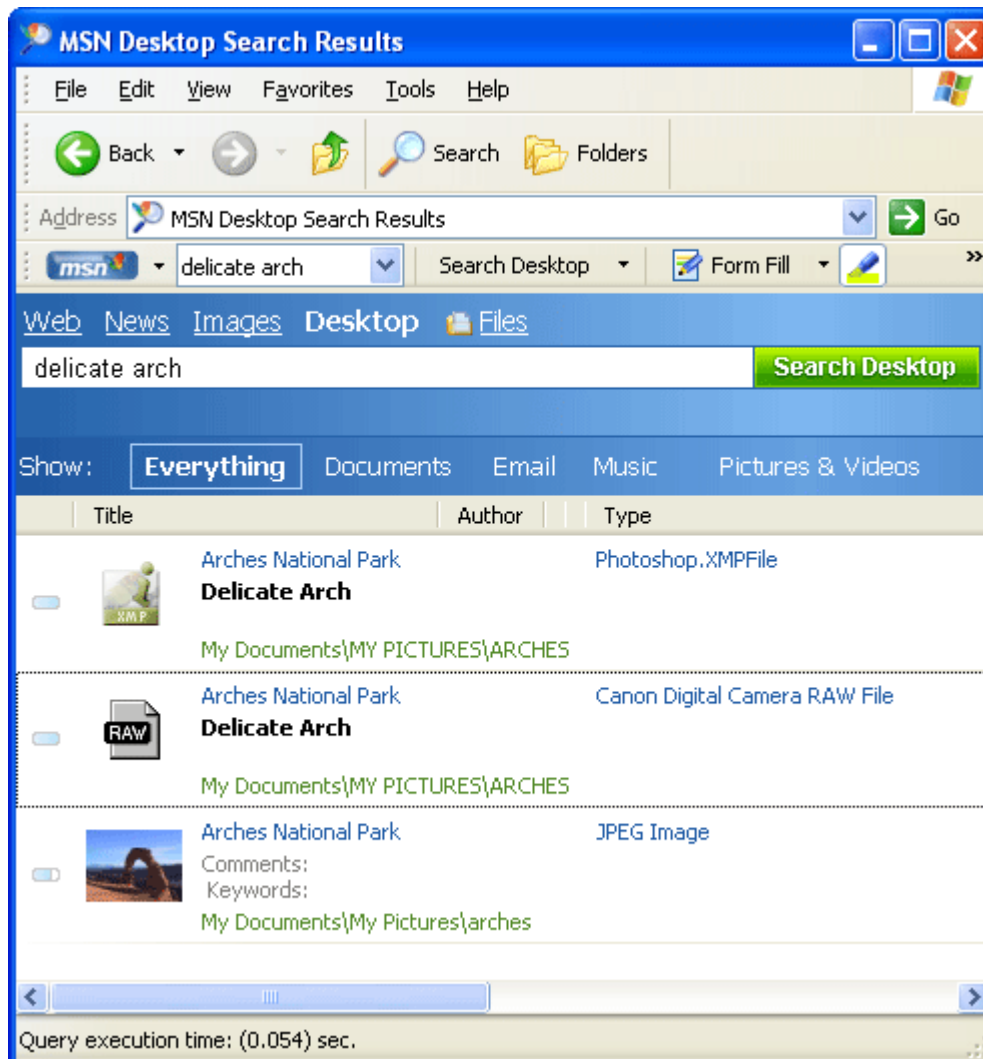 MSN Desktop Search Results
File Edit View Favorites Tools Help
Back Search Folders
Address MSN Desktop Search Results Go
msn delicate arch Search Desktop Form Fill »
Web News Images Desktop Files
delicate arch Search Desktop
Show: Everything Documents Email Music Pictures & Videos
Title Author Type
Arches National Park Photoshop.XMPFile
XMP Delicate Arch
My Documents\MY PICTURES\ARCHES
Arches National Park Canon Digital Camera RAW File
RAW Delicate Arch
My Documents\MY PICTURES\ARCHES
Arches National Park JPEG Image
Comments:
Keywords:
My Documents\My Pictures\arches
Query execution time: (0.054) sec.